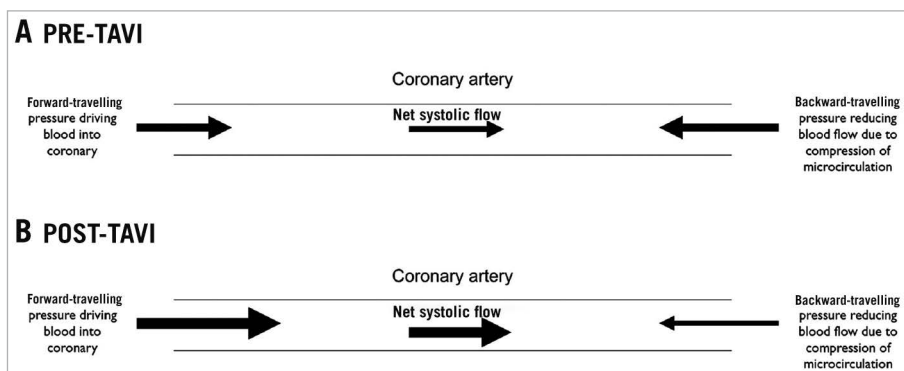 A PRE-TAVI
Coronary artery
Forward-travelling
pressure driving
blood into
coronary
Net systolic flow
Backward-travelling
pressure reducing
blood flow due to
compression of
microcirculation
B POST-TAVI
Coronary artery
Forward-travelling
pressure driving
blood into
coronary
Net systolic flow
Backward-travelling
pressure reducing
blood flow due to
compression of
microcirculation